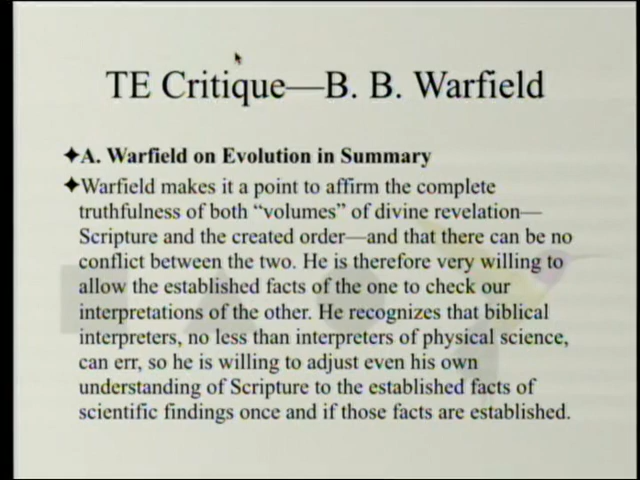 TE Critique—B. B. Warfield
✦A. Warfield on Evolution in Summary
✦Warfield makes it a point to affirm the complete
truthfulness of both “volumes” of divine revelation—
Scripture and the created order—and that there can be no
conflict between the two. He is therefore very willing to
allow the established facts of the one to check our
interpretations of the other. He recognizes that biblical
interpreters, no less than interpreters of physical science,
can err, so he is willing to adjust even his own
understanding of Scripture to the established facts of
scientific findings once and if those facts are established.